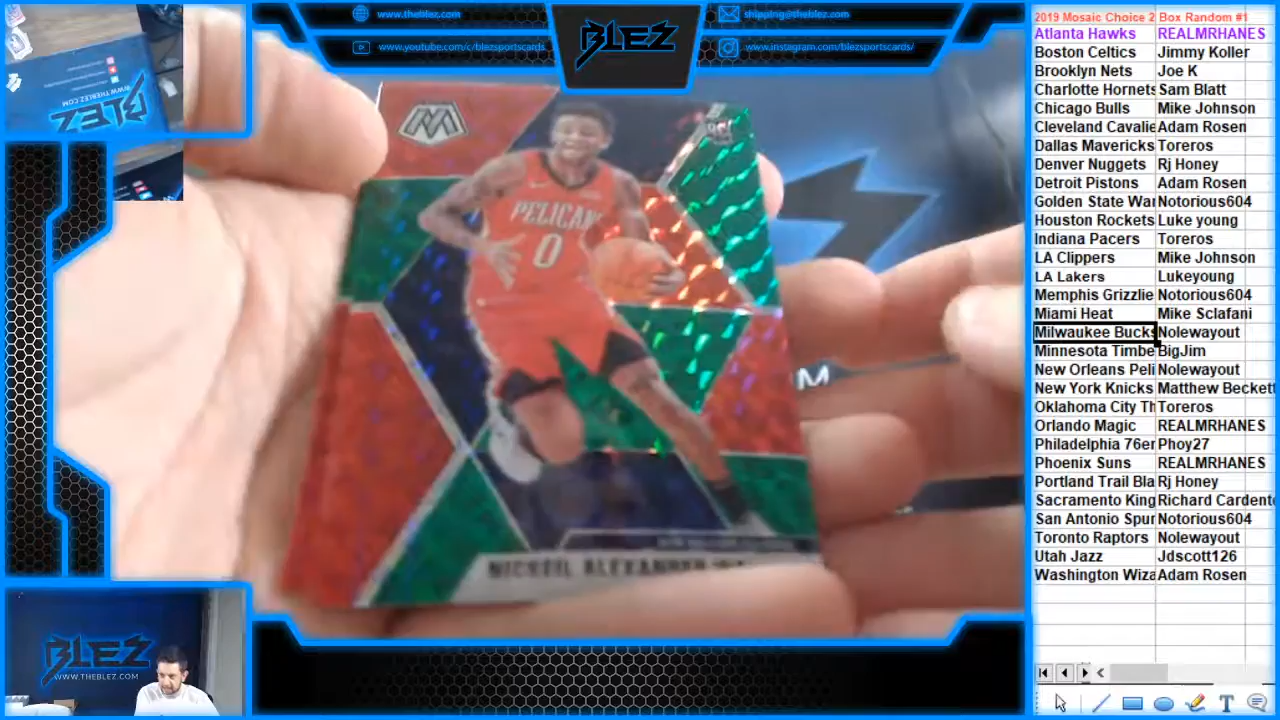 www.theblez.com
www.youtube.com/c/blezsportscards
BLEZ
shipping@theblez.com
www.instagram.com/blezsportscards/
WWW.THEBLEZ.COM
BLEZ
PELICANS
0
NICKEIL ALEXANDER
M
BLEZ
WWW.THEBLEZ.COM
2019 Mosaic Choice 2 Box Random #1
Atlanta Hawks REALMRHANES
Boston Celtics Jimmy Koller
Brooklyn Nets Joe K
Charlotte Hornets Sam Blatt
Chicago Bulls Mike Johnson
Cleveland Cavalie Adam Rosen
Dallas Mavericks Toreros
Denver Nuggets Rj Honey
Detroit Pistons Adam Rosen
Golden State War Notorious604
Houston Rockets Luke young
Indiana Pacers Toreros
LA Clippers Mike Johnson
LA Lakers Lukeyoung
Memphis Grizzlie Notorious604
Miami Heat Mike Sclafani
Milwaukee Bucks Nolewayout
Minnesota Timbe BigJim
New Orleans Peli Nolewayout
New York Knicks Matthew Beckett
Oklahoma City Th Toreros
Orlando Magic REALMRHANES
Philadelphia 76er Phoy27
Phoenix Suns REALMRHANES
Portland Trail Bla Rj Honey
Sacramento King Richard Cardent
San Antonio Spur Notorious604
Toronto Raptors Nolewayout
Utah Jazz Jdscott126
Washington Wiza Adam Rosen